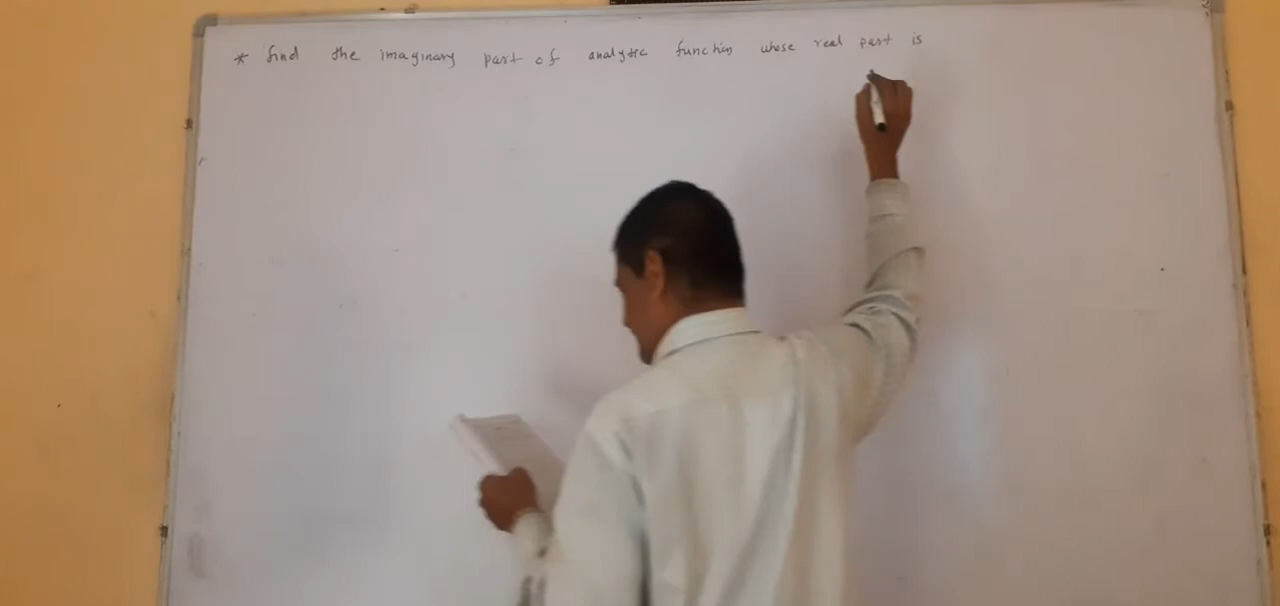 * find the imaginary part of analytic function whose real part is